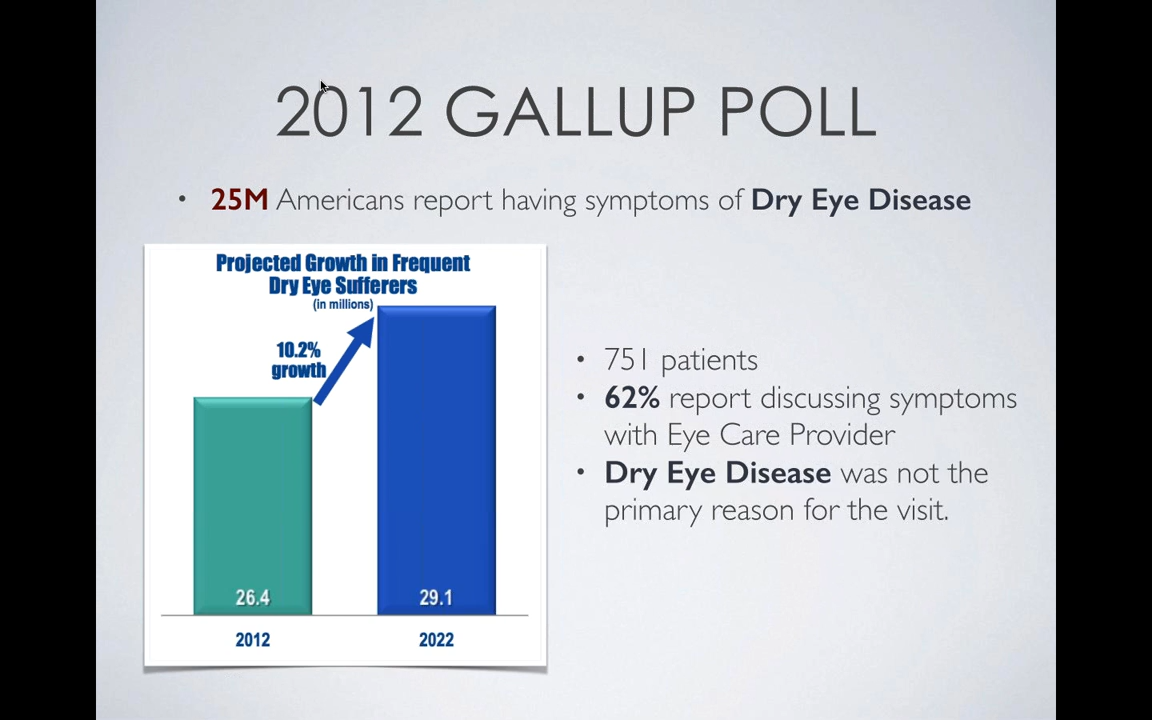 2012 GALLUP POLL
• 25M Americans report having symptoms of Dry Eye Disease
Projected Growth in Frequent
Dry Eye Sufferers
(in millions)
10.2%
growth
26.4
29.1
2012
2022
• 751 patients
• 62% report discussing symptoms
with Eye Care Provider
• Dry Eye Disease was not the
primary reason for the visit.